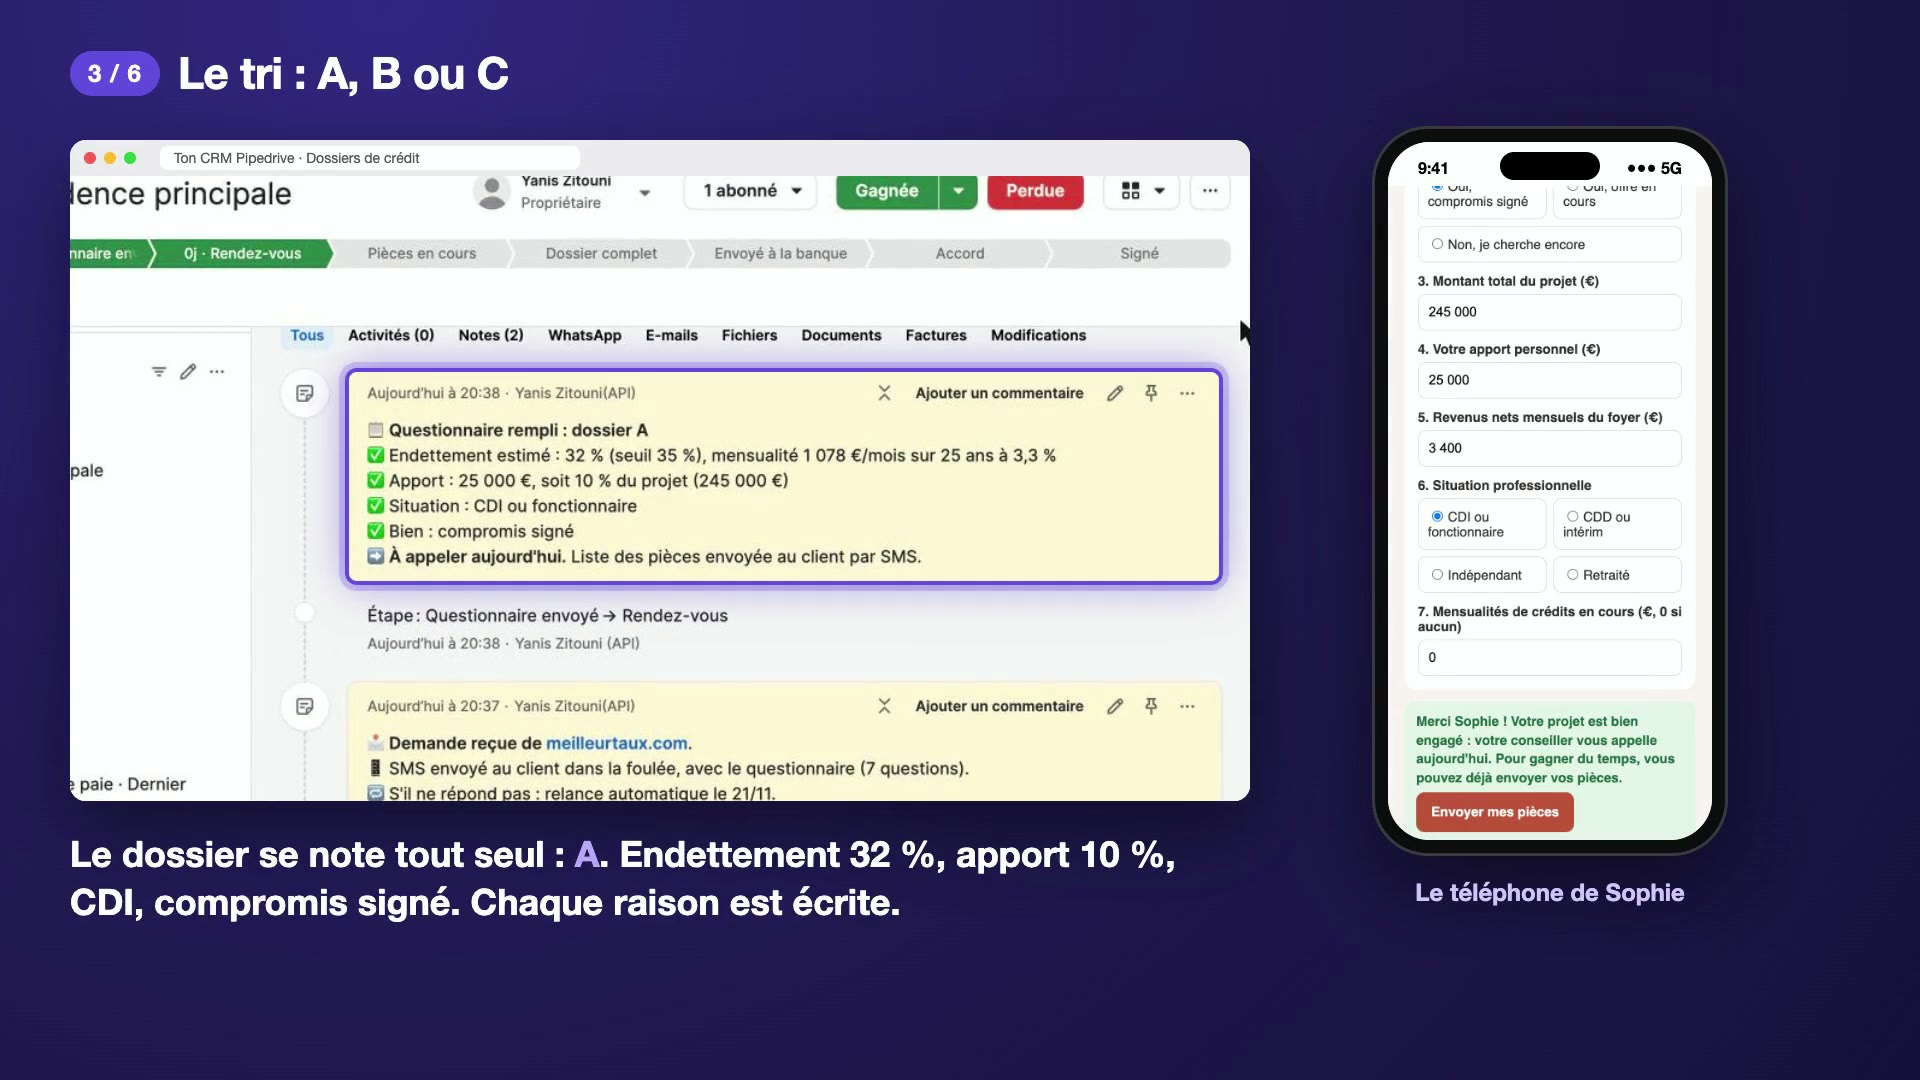 3 / 6
Le tri : A, B ou C
Ton CRM Pipedrive · Dossiers de crédit
dence principale
Yanis Zitouni
Propriétaire
1 abonné
Gagnée
Perdue
nnaire en
0j · Rendez-vous
Pièces en cours
Dossier complet
Envoyé à la banque
Accord
Signé
Tous
Activités (0)
Notes (2)
WhatsApp
E-mails
Fichiers
Documents
Factures
Modifications
pale
e paie · Dernier
Aujourd'hui à 20:38 · Yanis Zitouni(API)
Ajouter un commentaire
Questionnaire rempli : dossier A
Endettement estimé : 32 % (seuil 35 %), mensualité 1 078 €/mois sur 25 ans à 3,3 %
Apport : 25 000 €, soit 10 % du projet (245 000 €)
Situation : CDI ou fonctionnaire
Bien : compromis signé
À appeler aujourd'hui. Liste des pièces envoyée au client par SMS.
Étape : Questionnaire envoyé → Rendez-vous
Aujourd'hui à 20:38 · Yanis Zitouni (API)
Aujourd'hui à 20:37 · Yanis Zitouni(API)
Ajouter un commentaire
Demande reçue de meilleurtaux.com.
SMS envoyé au client dans la foulée, avec le questionnaire (7 questions).
S'il ne répond pas : relance automatique le 21/11.
Le dossier se note tout seul : A. Endettement 32 %, apport 10 %,
CDI, compromis signé. Chaque raison est écrite.
9:41
5G
Oui,
compromis signé
Oui, offre en
cours
Non, je cherche encore
3. Montant total du projet (€)
245 000
4. Votre apport personnel (€)
25 000
5. Revenus nets mensuels du foyer (€)
3 400
6. Situation professionnelle
CDI ou
fonctionnaire
CDD ou
intérim
Indépendant
Retraité
7. Mensualités de crédits en cours (€, 0 si
aucun)
0
Merci Sophie ! Votre projet est bien
engagé : votre conseiller vous appelle
aujourd'hui. Pour gagner du temps, vous
pouvez déjà envoyer vos pièces.
Envoyer mes pièces
Le téléphone de Sophie